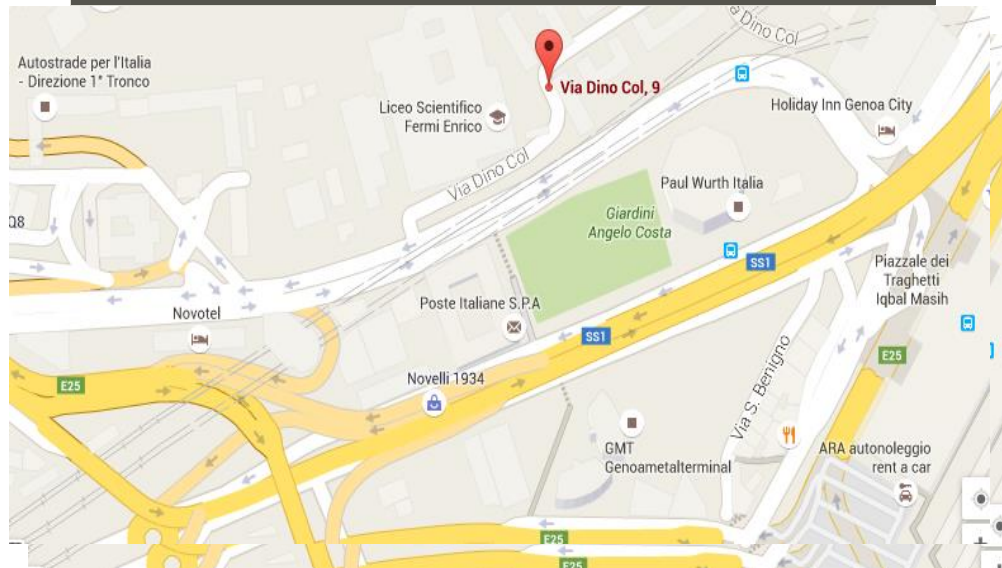 a Dino Col
Autostrade per l'Italia
- Direzione 1° Tronco
Via Dino Col, 9
Liceo Scientifico
Fermi Enrico
Holiday Inn Genoa City
Via Dino Col
Paul Wurth Italia
Giardini
Angelo Costa
Q8
SS1
Piazzale dei
Traghetti
Iqbal Masih
Novotel
Poste Italiane S.P.A
SS1
E25
E25
Novelli 1934
Via S. Benigno
GMT
Genoametalterminal
ARA autonoleggio
rent a car
E25
E25